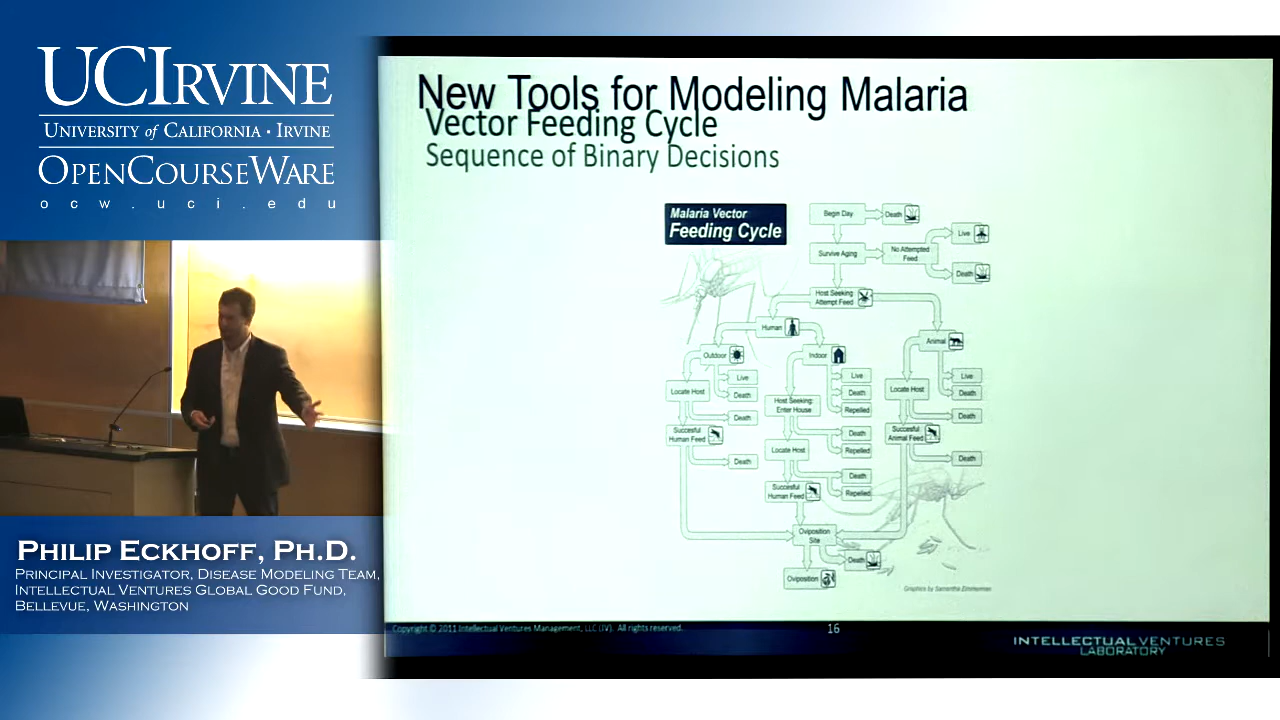 UCIRVINE
UNIVERSITY of CALIFORNIA · IRVINE
OPENCOURSEWARE
ocw.uci.edu
PHILIP ECKHOFF, PH.D.
PRINCIPAL INVESTIGATOR, DISEASE MODELING TEAM,
INTELLECTUAL VENTURES GLOBAL GOOD FUND,
BELLEVUE, WASHINGTON
New Tools for Modeling Malaria
Vector Feeding Cycle
Sequence of Binary Decisions
Malaria Vector
Feeding Cycle
Begin Day
Death
Survive Aging
No Attempted
Feed
Live
Death
Host Seeking
Attempt Feed
Human
Animal
Outdoor
Indoor
Locate Host
Live
Death
Death
Succesful
Human Feed
Death
Live
Death
Repelled
Host Seeking:
Enter House
Death
Repelled
Locate Host
Death
Repelled
Succesful
Human Feed
Locate Host
Live
Death
Death
Succesful
Animal Feed
Death
Oviposition
Site
Death
Oviposition
Graphics by Samantha Zimmerman
Copyright © 2011 Intellectual Ventures Management, LLC (IV). All rights reserved.
16
INTELLECTUAL VENTURES
LABORATORY